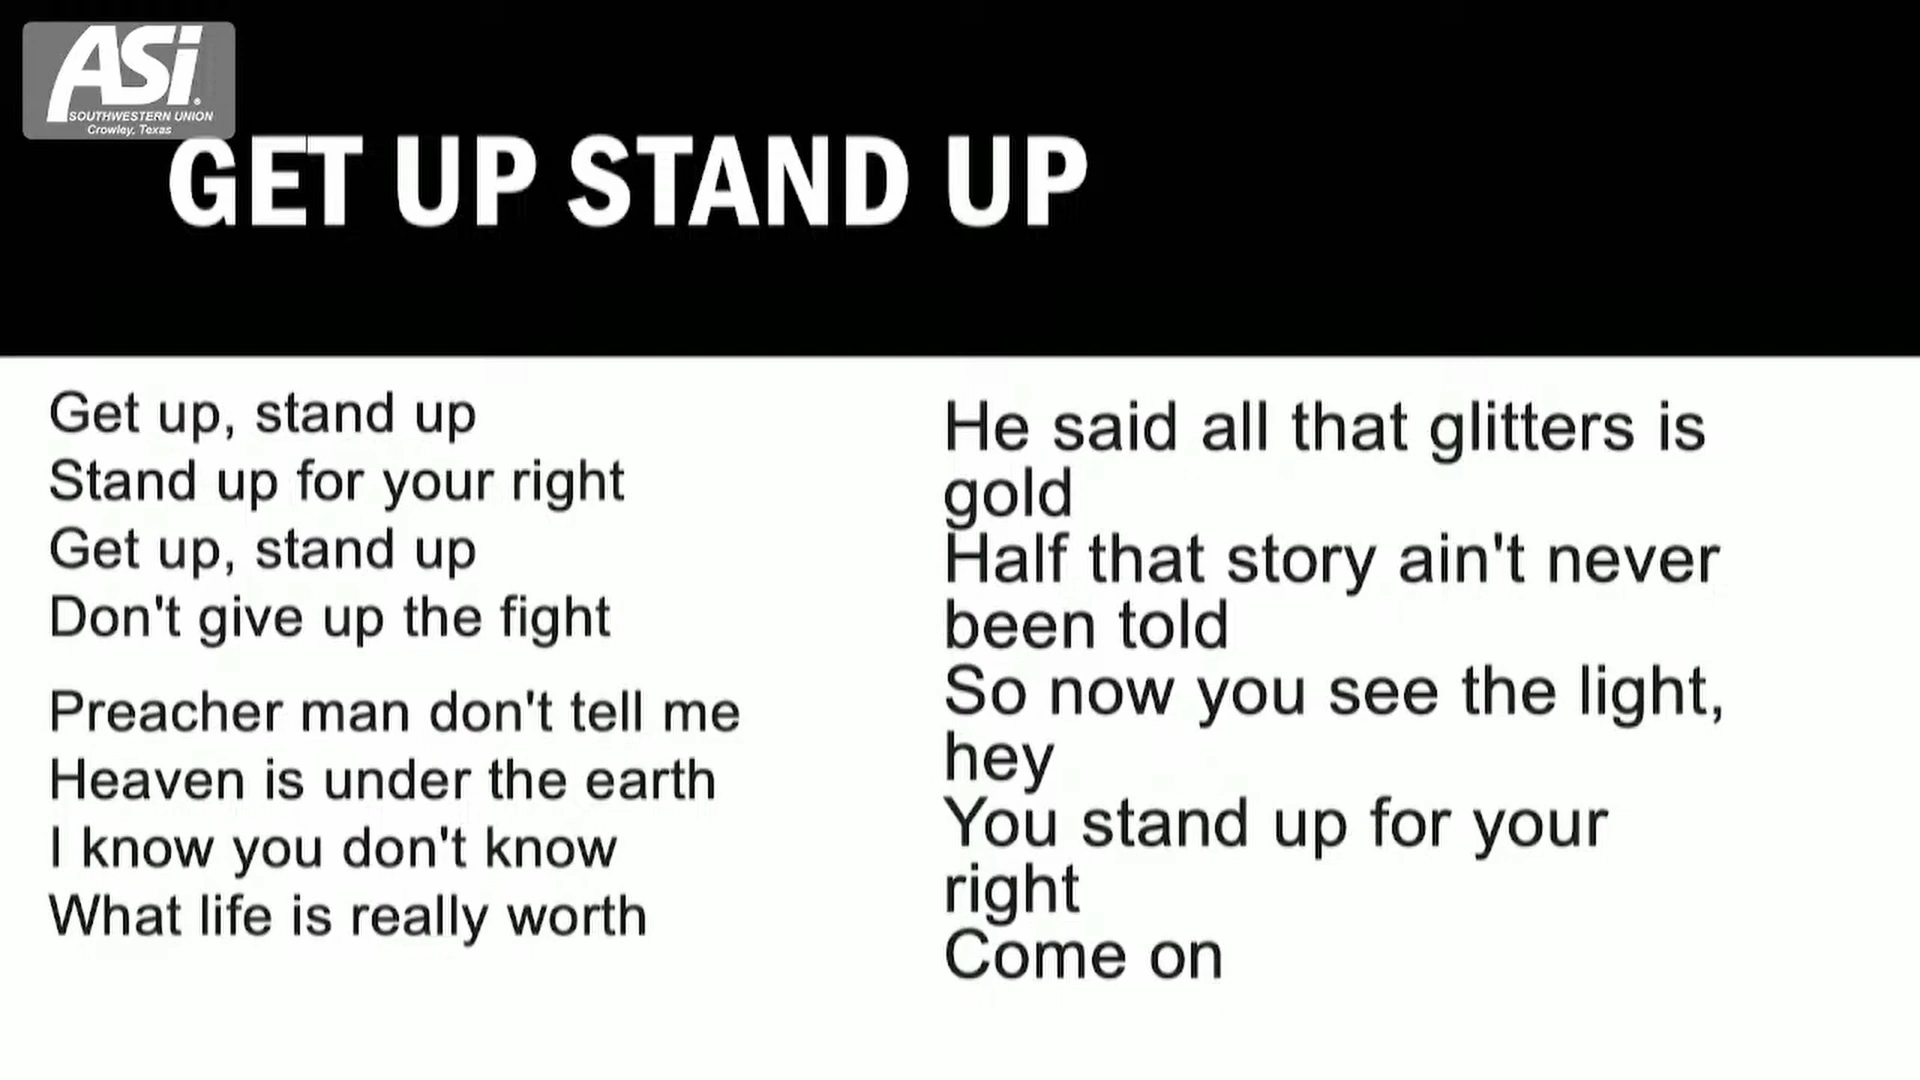 ASi.
SOUTHWESTERN UNION
Crowley, Texas
GET UP STAND UP
Get up, stand up
Stand up for your right
Get up, stand up
Don't give up the fight
Preacher man don't tell me
Heaven is under the earth
I know you don't know
What life is really worth
He said all that glitters is
gold
Half that story ain't never
been told
So now you see the light,
hey
You stand up for your
right
Come on